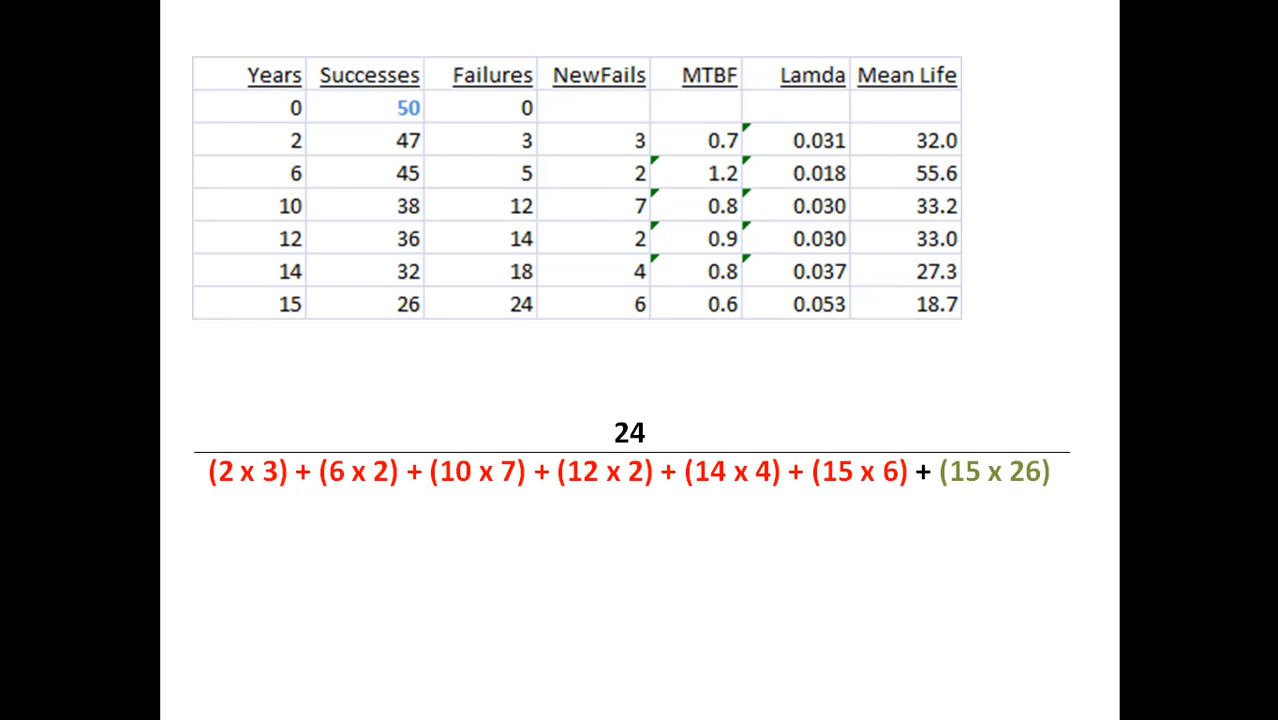 Years Successes Failures NewFails MTBF Lamda Mean Life
0 50 0
2 47 3 3 0.7 0.031 32.0
6 45 5 2 1.2 0.018 55.6
10 38 12 7 0.8 0.030 33.2
12 36 14 2 0.9 0.030 33.0
14 32 18 4 0.8 0.037 27.3
15 26 24 6 0.6 0.053 18.7
24
(2 x 3) + (6 x 2) + (10 x 7) + (12 x 2) + (14 x 4) + (15 x 6) + (15 x 26)